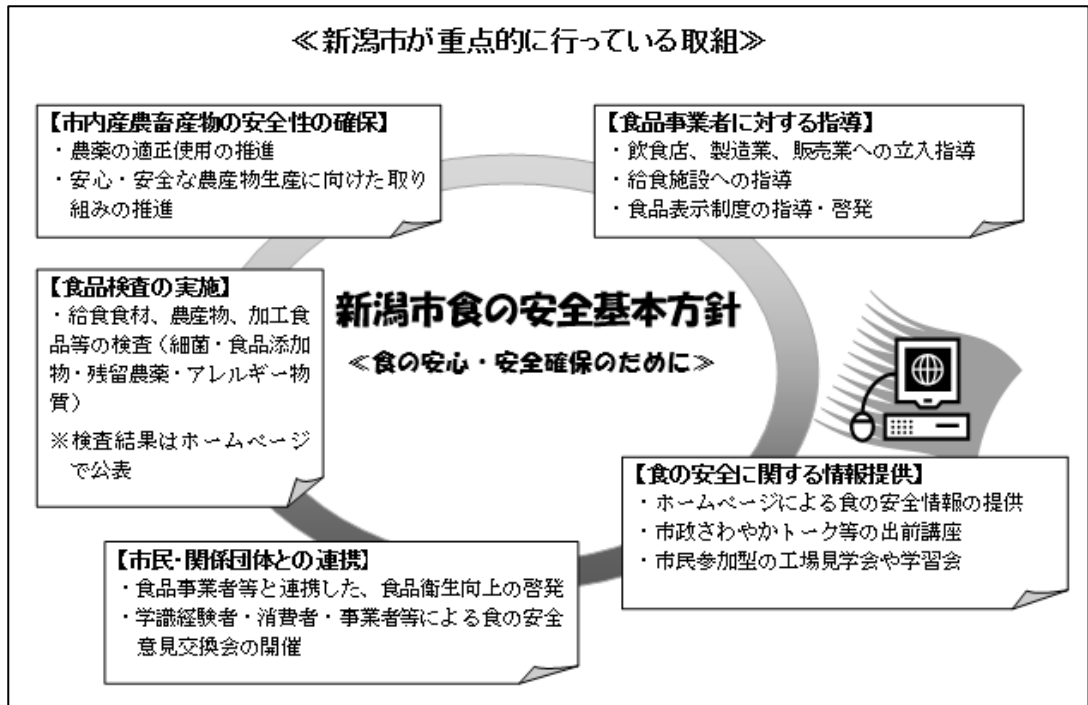 ≪新潟市が重点的に行っている取組≫
【市内産農畜産物の安全性の確保】
・農薬の適正使用の推進
・安心・安全な農産物生産に向けた取り
組みの推進
【食品事業者に対する指導】
・飲食店、製造業、販売業への立入指導
・給食施設への指導
・食品表示制度の指導・啓発
【食品検査の実施】
・給食食材、農産物、加工食
品等の検査（細菌・食品添加
物・残留農薬・アレルギー物
質）
※検査結果はホームページ
で公表
新潟市食の安全基本方針
≪食の安心・安全確保のために≫
【食の安全に関する情報提供】
・ホームページによる食の安全情報の提供
・市政さわやかトーク等の出前講座
・市民参加型の工場見学会や学習会
【市民・関係団体との連携】
・食品事業者等と連携した、食品衛生向上の啓発
・学識経験者・消費者・事業者等による食の安全
意見交換会の開催